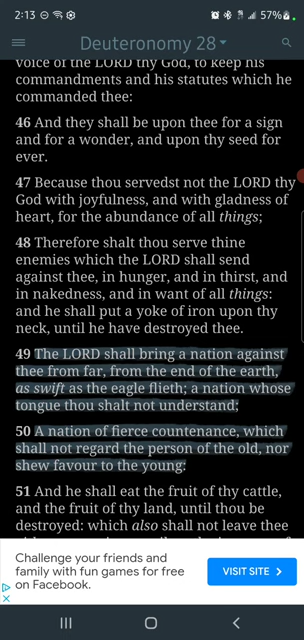 2:13
57%
Deuteronomy 28
voice of the LORD thy God, to keep his
commandments and his statutes which he
commanded thee:
46 And they shall be upon thee for a sign
and for a wonder, and upon thy seed for
ever.
47 Because thou servedst not the LORD thy
God with joyfulness, and with gladness of
heart, for the abundance of all things;
48 Therefore shalt thou serve thine
enemies which the LORD shall send
against thee, in hunger, and in thirst, and
in nakedness, and in want of all things:
and he shall put a yoke of iron upon thy
neck, until he have destroyed thee.
49 The LORD shall bring a nation against
thee from far, from the end of the earth,
as swift as the eagle flieth; a nation whose
tongue thou shalt not understand;
50 A nation of fierce countenance, which
shall not regard the person of the old, nor
shew favour to the young:
51 And he shall eat the fruit of thy cattle,
and the fruit of thy land, until thou be
destroyed: which also shall not leave thee
Challenge your friends and
family with fun games for free
on Facebook.
VISIT SITE